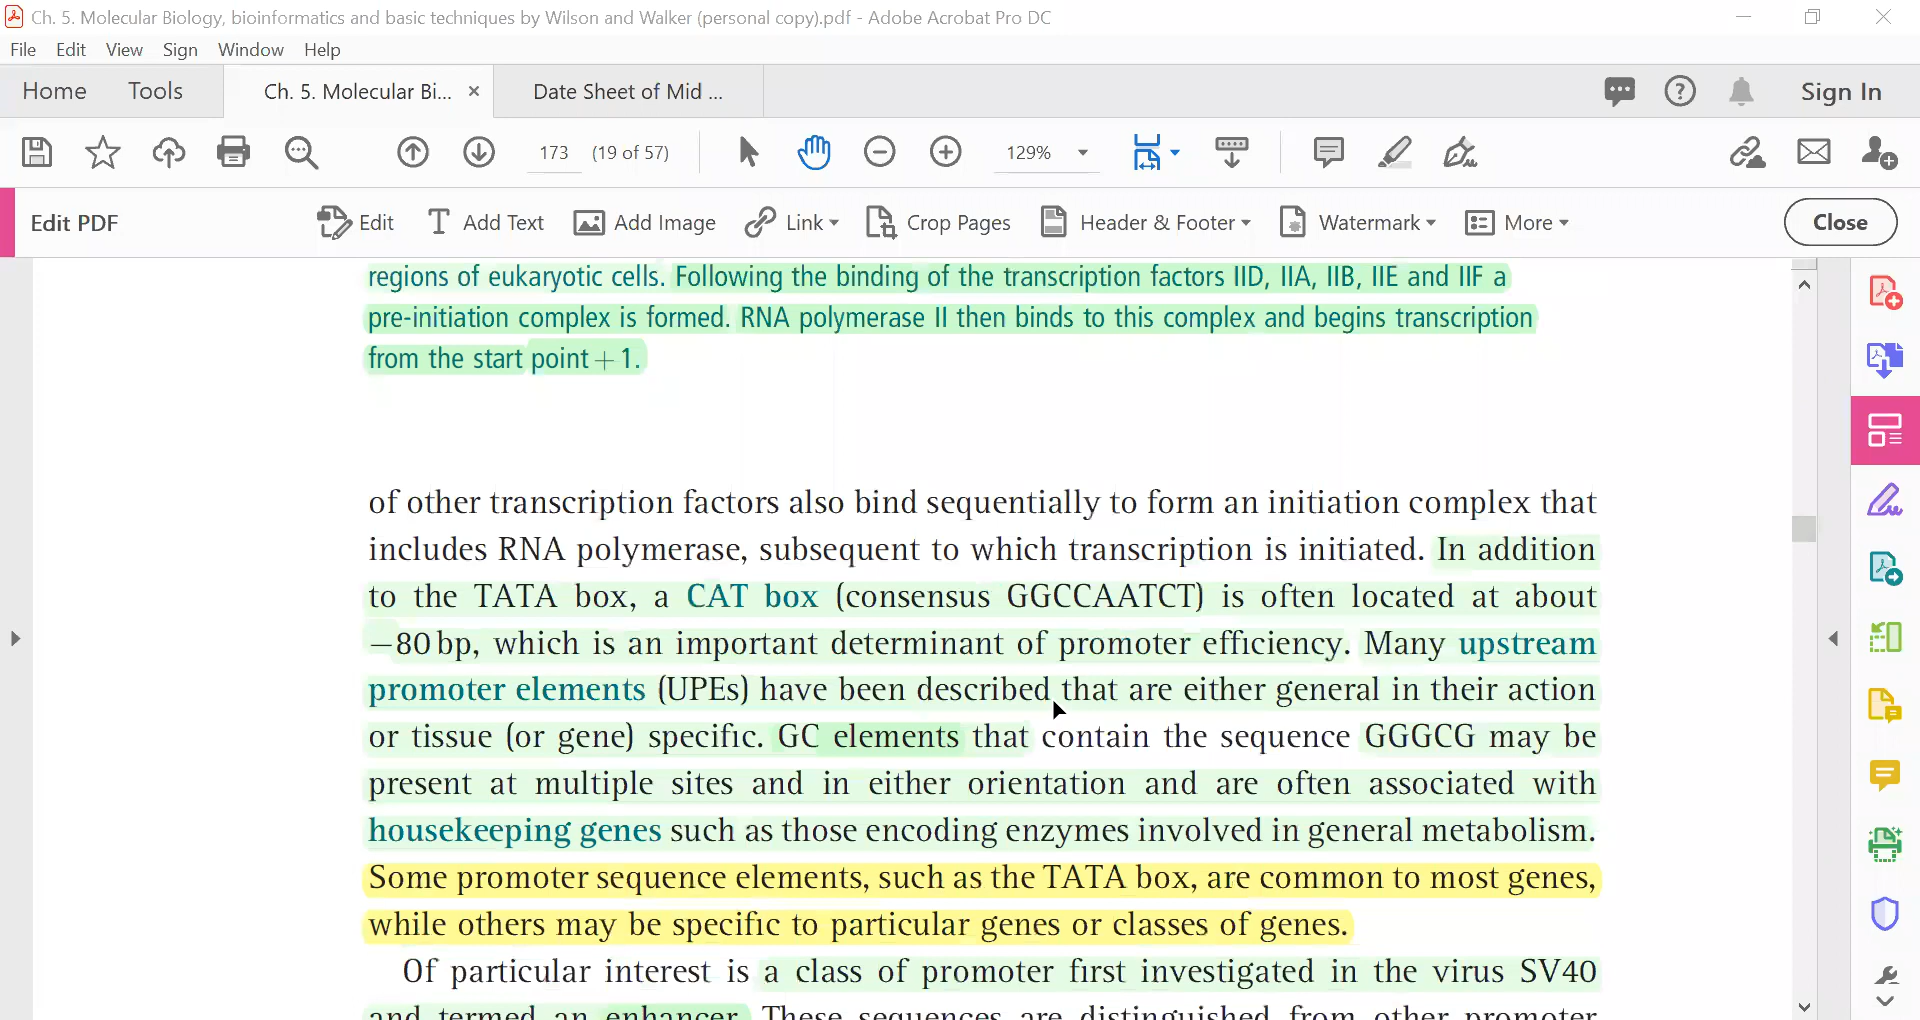 Ch. 5. Molecular Biology, bioinformatics and basic techniques by Wilson and Walker (personal copy).pdf - Adobe Acrobat Pro DC
File Edit View Sign Window Help
Home Tools Ch. 5. Molecular Bi... × Date Sheet of Mid ... Sign In
173 (19 of 57) 129%
Edit PDF Edit Add Text Add Image Link Crop Pages Header & Footer Watermark More Close
regions of eukaryotic cells. Following the binding of the transcription factors IID, IIA, IIB, IIE and IIF a
pre-initiation complex is formed. RNA polymerase II then binds to this complex and begins transcription
from the start point +1.
of other transcription factors also bind sequentially to form an initiation complex that
includes RNA polymerase, subsequent to which transcription is initiated. In addition
to the TATA box, a CAT box (consensus GGCCAATCT) is often located at about
−80 bp, which is an important determinant of promoter efficiency. Many upstream
promoter elements (UPEs) have been described that are either general in their action
or tissue (or gene) specific. GC elements that contain the sequence GGGCG may be
present at multiple sites and in either orientation and are often associated with
housekeeping genes such as those encoding enzymes involved in general metabolism.
Some promoter sequence elements, such as the TATA box, are common to most genes,
while others may be specific to particular genes or classes of genes.
Of particular interest is a class of promoter first investigated in the virus SV40
and termed an enhancer. These sequences are distinguished from other promoter